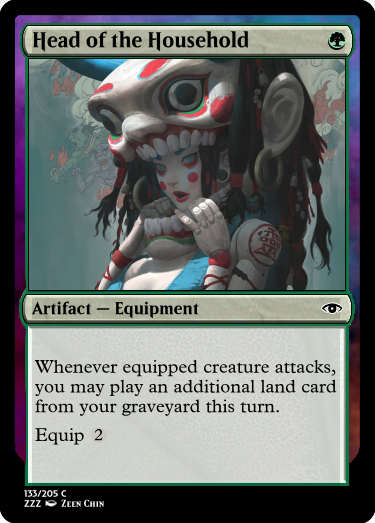 Head of the Household
Artifact — Equipment
Whenever equipped creature attacks,
you may play an additional land card
from your graveyard this turn.
Equip 2
133/205 C
ZZZ Zeen Chin